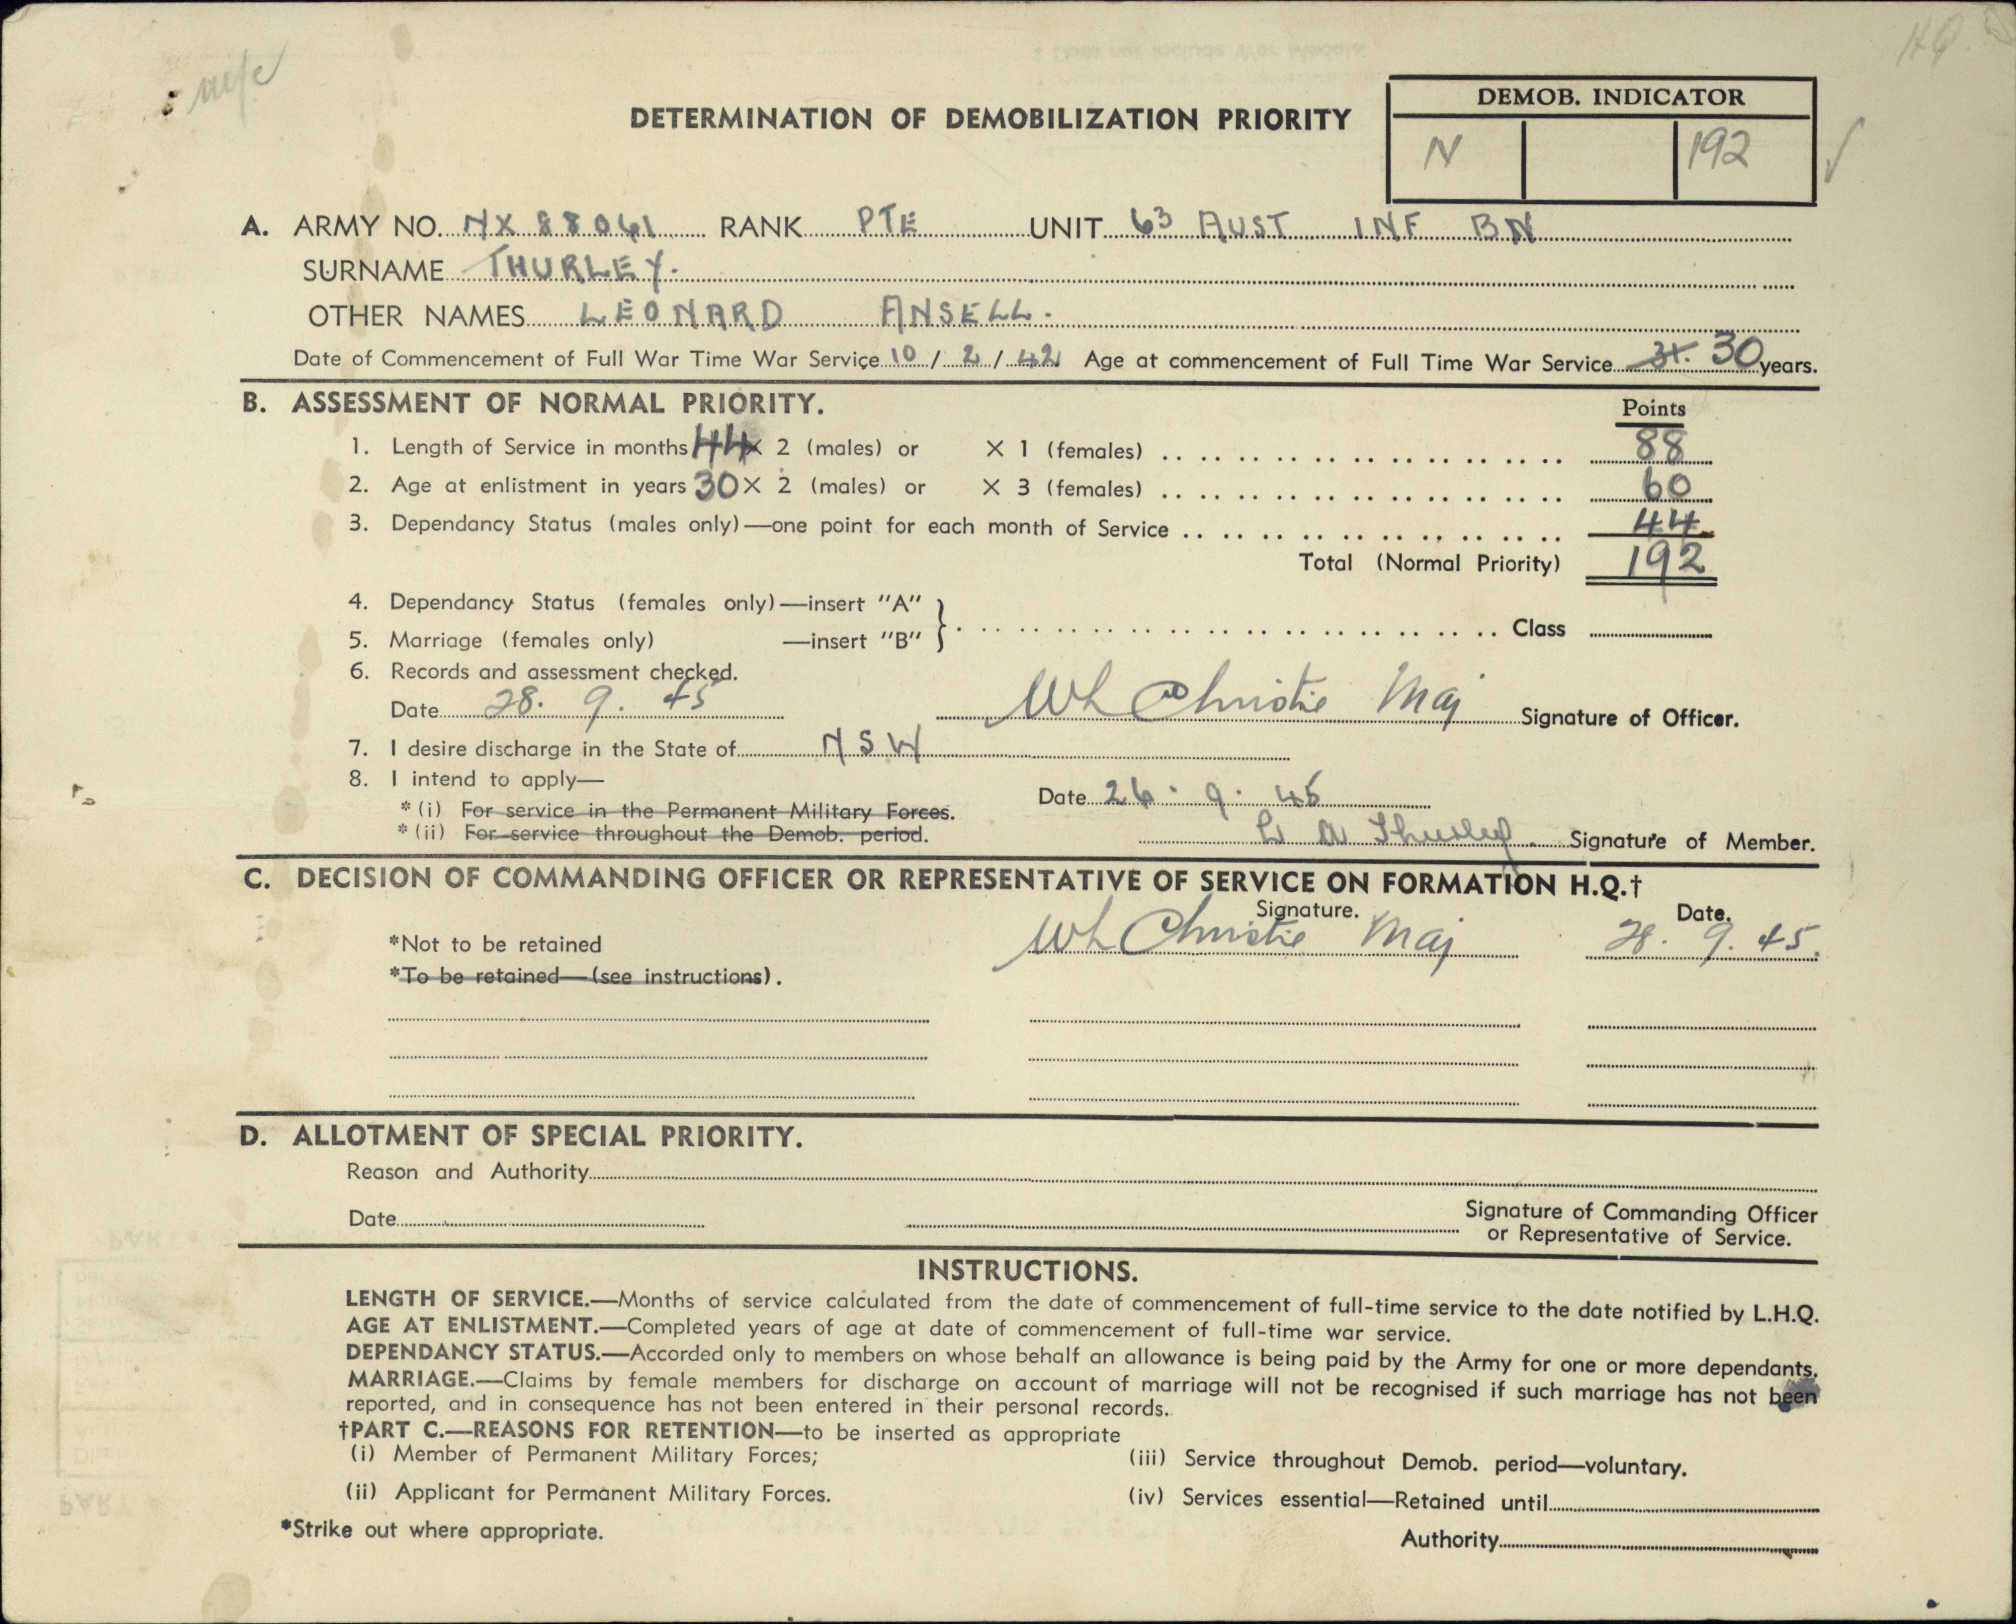 wife
HQ
DETERMINATION OF DEMOBILIZATION PRIORITY
DEMOB. INDICATOR
N 192
A. ARMY NO. NX 88061 RANK PTE UNIT 63 AUST INF BN
SURNAME THURLEY.
OTHER NAMES LEONARD ANSELL.
Date of Commencement of Full War Time War Service 10 / 2 / 42 Age at commencement of Full Time War Service 31. 30 years.
B. ASSESSMENT OF NORMAL PRIORITY.
Points
1. Length of Service in months 44 × 2 (males) or × 1 (females) 88
2. Age at enlistment in years 30 × 2 (males) or × 3 (females) 60
3. Dependancy Status (males only)—one point for each month of Service 44
Total (Normal Priority) 192
4. Dependancy Status (females only)—insert "A"
5. Marriage (females only) —insert "B"
Class
6. Records and assessment checked.
Date 28. 9. 45 WL Christie Maj Signature of Officer.
7. I desire discharge in the State of NSW
8. I intend to apply—
*(i) For service in the Permanent Military Forces.
Date 26. 9. 45
*(ii) For service throughout the Demob. period.
L A Thurley. Signature of Member.
C. DECISION OF COMMANDING OFFICER OR REPRESENTATIVE OF SERVICE ON FORMATION H.Q.†
Signature. Date.
*Not to be retained WL Christie Maj 28. 9. 45.
*To be retained—(see instructions).
D. ALLOTMENT OF SPECIAL PRIORITY.
Reason and Authority
Date
Signature of Commanding Officer
or Representative of Service.
INSTRUCTIONS.
LENGTH OF SERVICE.—Months of service calculated from the date of commencement of full-time service to the date notified by L.H.Q.
AGE AT ENLISTMENT.—Completed years of age at date of commencement of full-time war service.
DEPENDANCY STATUS.—Accorded only to members on whose behalf an allowance is being paid by the Army for one or more dependants.
MARRIAGE.—Claims by female members for discharge on account of marriage will not be recognised if such marriage has not been
reported, and in consequence has not been entered in their personal records.
†PART C.—REASONS FOR RETENTION—to be inserted as appropriate
(i) Member of Permanent Military Forces; (iii) Service throughout Demob. period—voluntary.
(ii) Applicant for Permanent Military Forces. (iv) Services essential—Retained until
*Strike out where appropriate. Authority